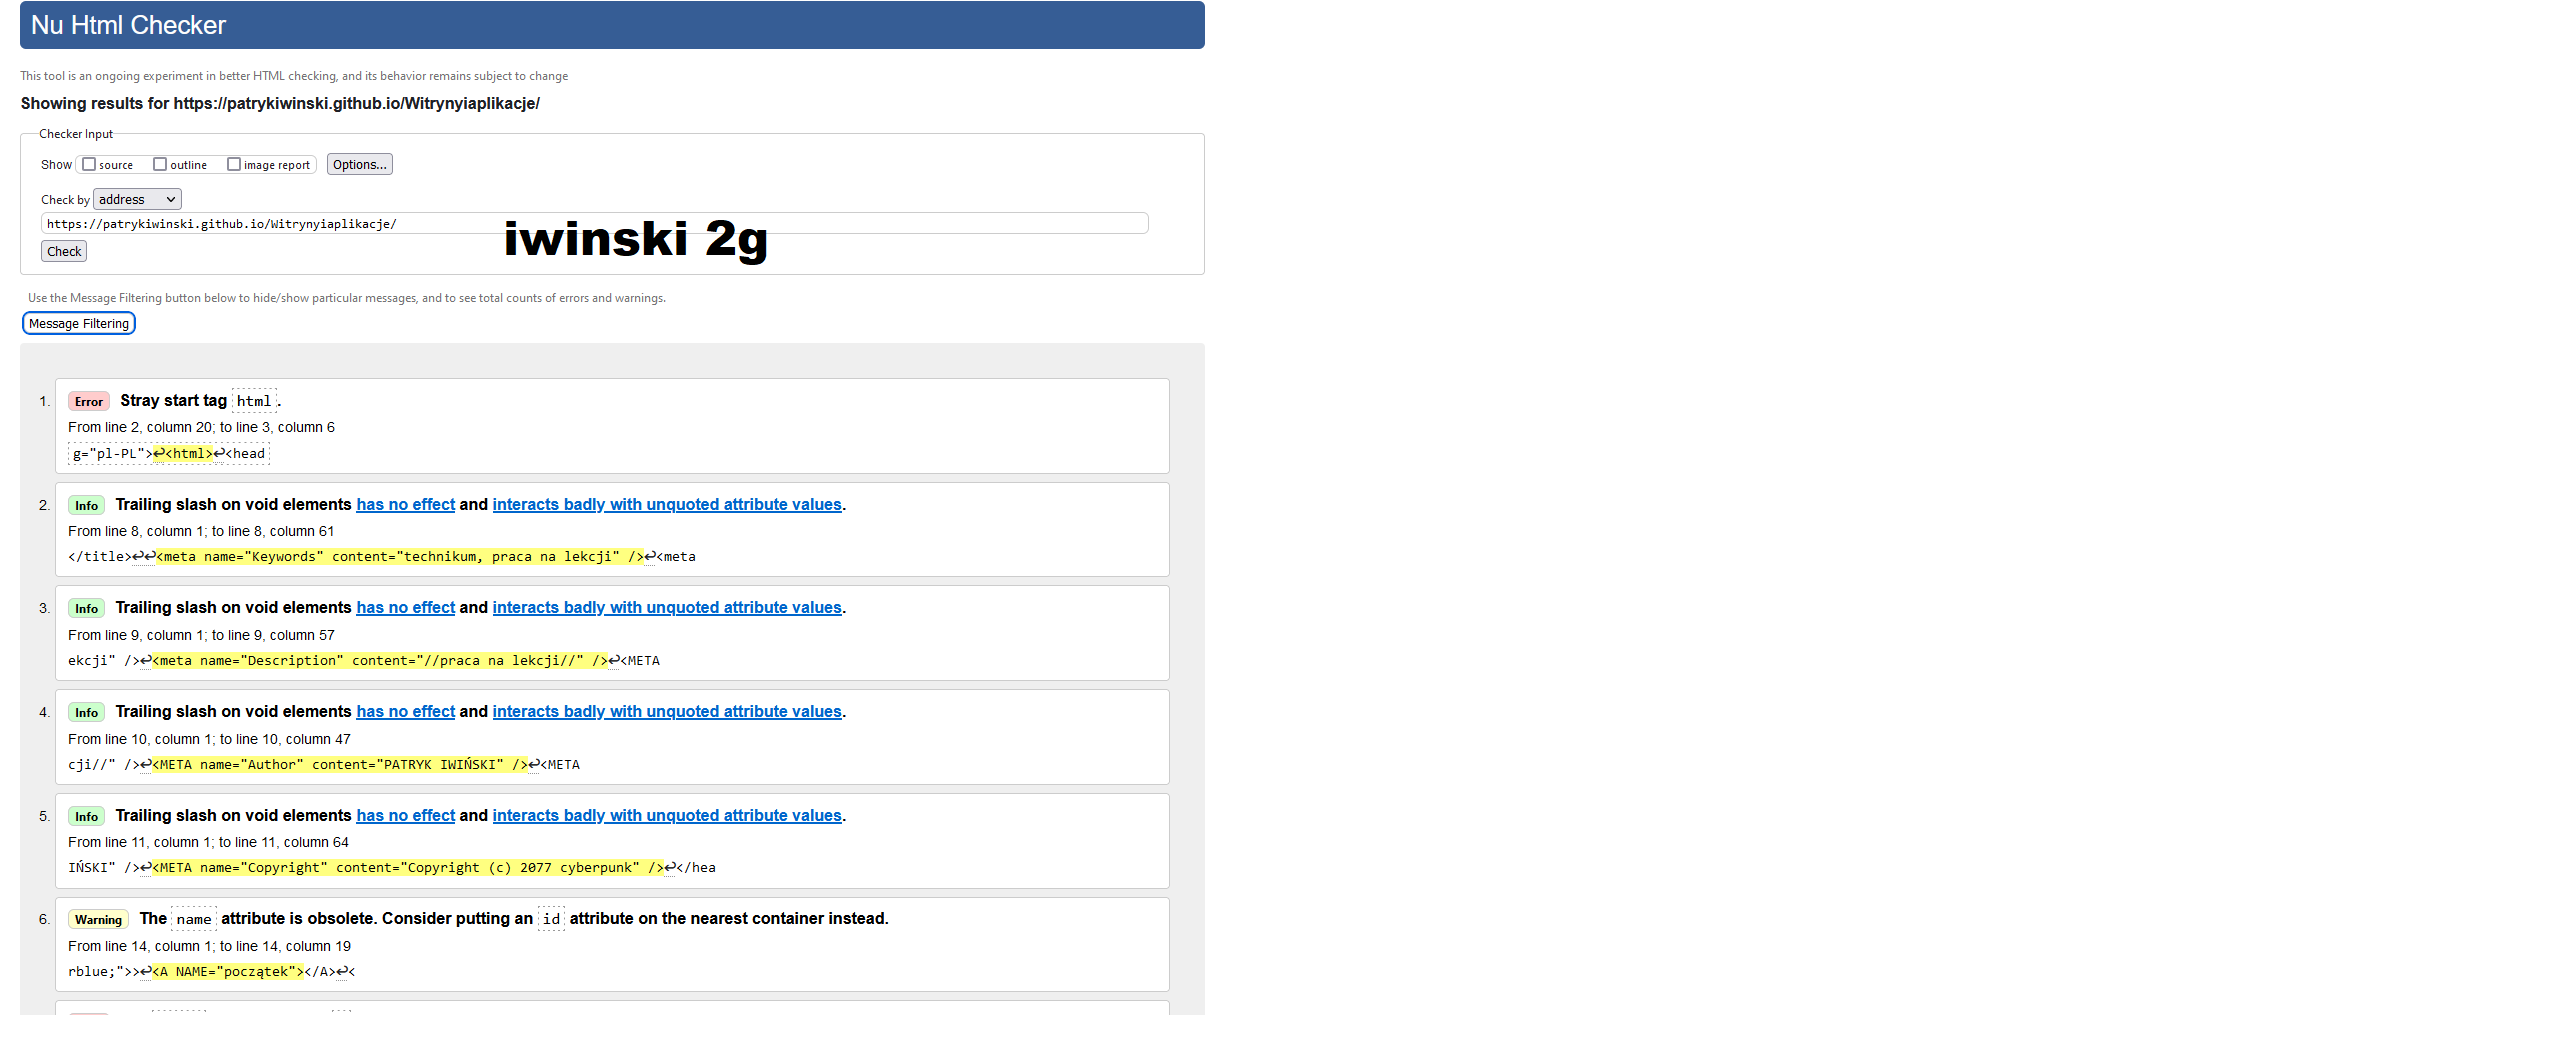 Nu Html Checker
This tool is an ongoing experiment in better HTML checking, and its behavior remains subject to change
Showing results for https://patrykiwinski.github.io/Witrynyiaplikacje/
Checker Input
Show source outline image report Options...
Check by address
https://patrykiwinski.github.io/Witrynyiaplikacje/
iwinski 2g
Check
Use the Message Filtering button below to hide/show particular messages, and to see total counts of errors and warnings.
Message Filtering
1. Error Stray start tag html.
From line 2, column 20; to line 3, column 6
g="pl-PL">↩<html>↩<head
2. Info Trailing slash on void elements has no effect and interacts badly with unquoted attribute values.
From line 8, column 1; to line 8, column 61
</title>↩↩<meta name="Keywords" content="technikum, praca na lekcji" />↩<meta
3. Info Trailing slash on void elements has no effect and interacts badly with unquoted attribute values.
From line 9, column 1; to line 9, column 57
ekcji" />↩<meta name="Description" content="//praca na lekcji//" />↩<META
4. Info Trailing slash on void elements has no effect and interacts badly with unquoted attribute values.
From line 10, column 1; to line 10, column 47
cji//" />↩<META name="Author" content="PATRYK IWIŃSKI" />↩<META
5. Info Trailing slash on void elements has no effect and interacts badly with unquoted attribute values.
From line 11, column 1; to line 11, column 64
IŃSKI" />↩<META name="Copyright" content="Copyright (c) 2077 cyberpunk" />↩</hea
6. Warning The name attribute is obsolete. Consider putting an id attribute on the nearest container instead.
From line 14, column 1; to line 14, column 19
rblue;">>↩<A NAME="początek"></A>↩<